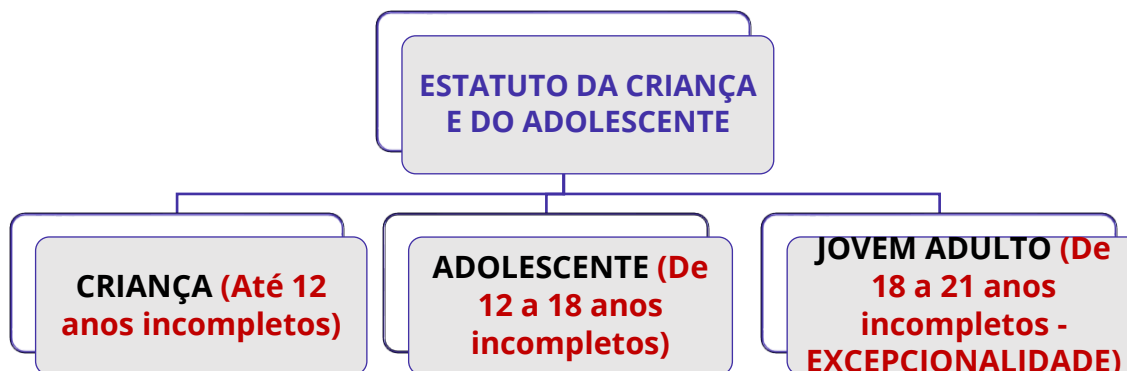 ESTATUTO DA CRIANÇA
E DO ADOLESCENTE
CRIANÇA (Até 12
anos incompletos)
ADOLESCENTE (De
12 a 18 anos
incompletos)
JOVEM ADULTO (De
18 a 21 anos
incompletos -
EXCEPCIONALIDADE)